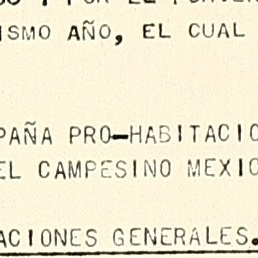 ISMO AÑO, EL CUAL
PAÑA PRO-HABITACIO
EL CAMPESINO MEXIC
ACIONES GENERALES.